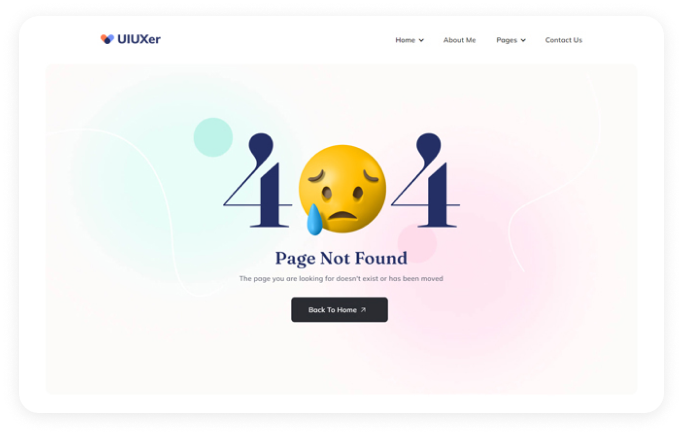 UIUXer
Home About Me Pages Contact Us
4 4
Page Not Found
The page you are looking for doesn't exist or has been moved
Back To Home